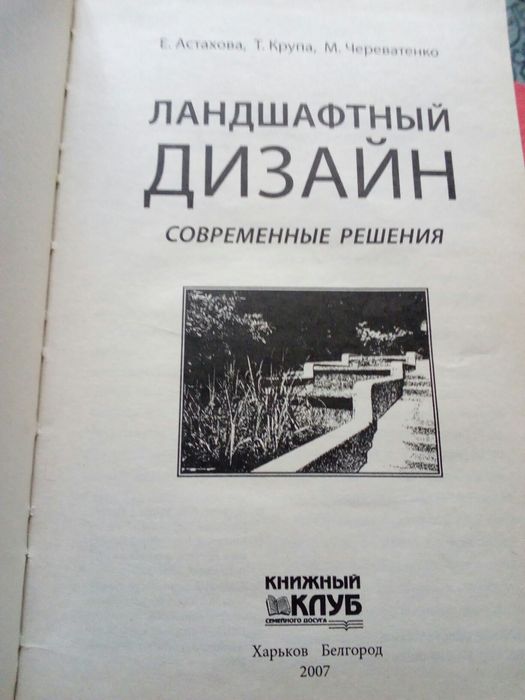 Е. Астахова, Т. Крупа, М. Череватенко
ЛАНДШАФТНЫЙ
ДИЗАЙН
СОВРЕМЕННЫЕ РЕШЕНИЯ
КНИЖНЫЙ
КЛУБ
СЕМЕЙНОГО ДОСУГА
Харьков Белгород
2007